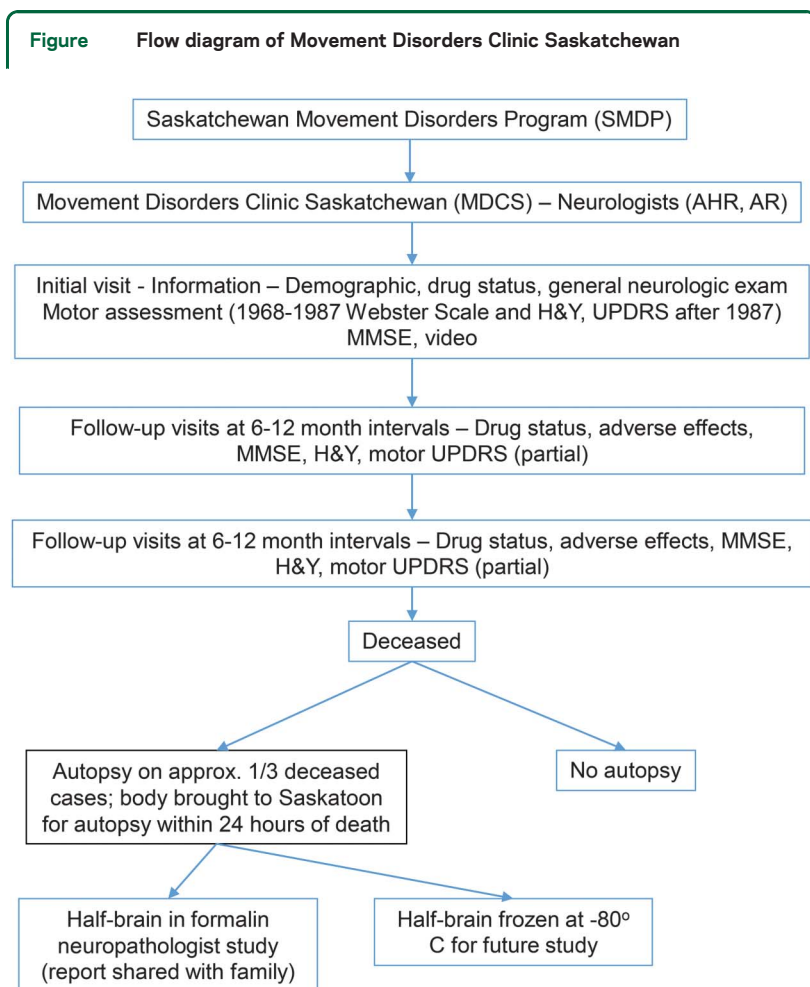 Figure Flow diagram of Movement Disorders Clinic Saskatchewan
Saskatchewan Movement Disorders Program (SMDP)
Movement Disorders Clinic Saskatchewan (MDCS) – Neurologists (AHR, AR)
Initial visit - Information – Demographic, drug status, general neurologic exam
Motor assessment (1968-1987 Webster Scale and H&Y, UPDRS after 1987)
MMSE, video
Follow-up visits at 6-12 month intervals – Drug status, adverse effects,
MMSE, H&Y, motor UPDRS (partial)
Follow-up visits at 6-12 month intervals – Drug status, adverse effects, MMSE,
H&Y, motor UPDRS (partial)
Deceased
Autopsy on approx. 1/3 deceased
cases; body brought to Saskatoon
for autopsy within 24 hours of death
No autopsy
Half-brain in formalin
neuropathologist study
(report shared with family)
Half-brain frozen at -80º
C for future study